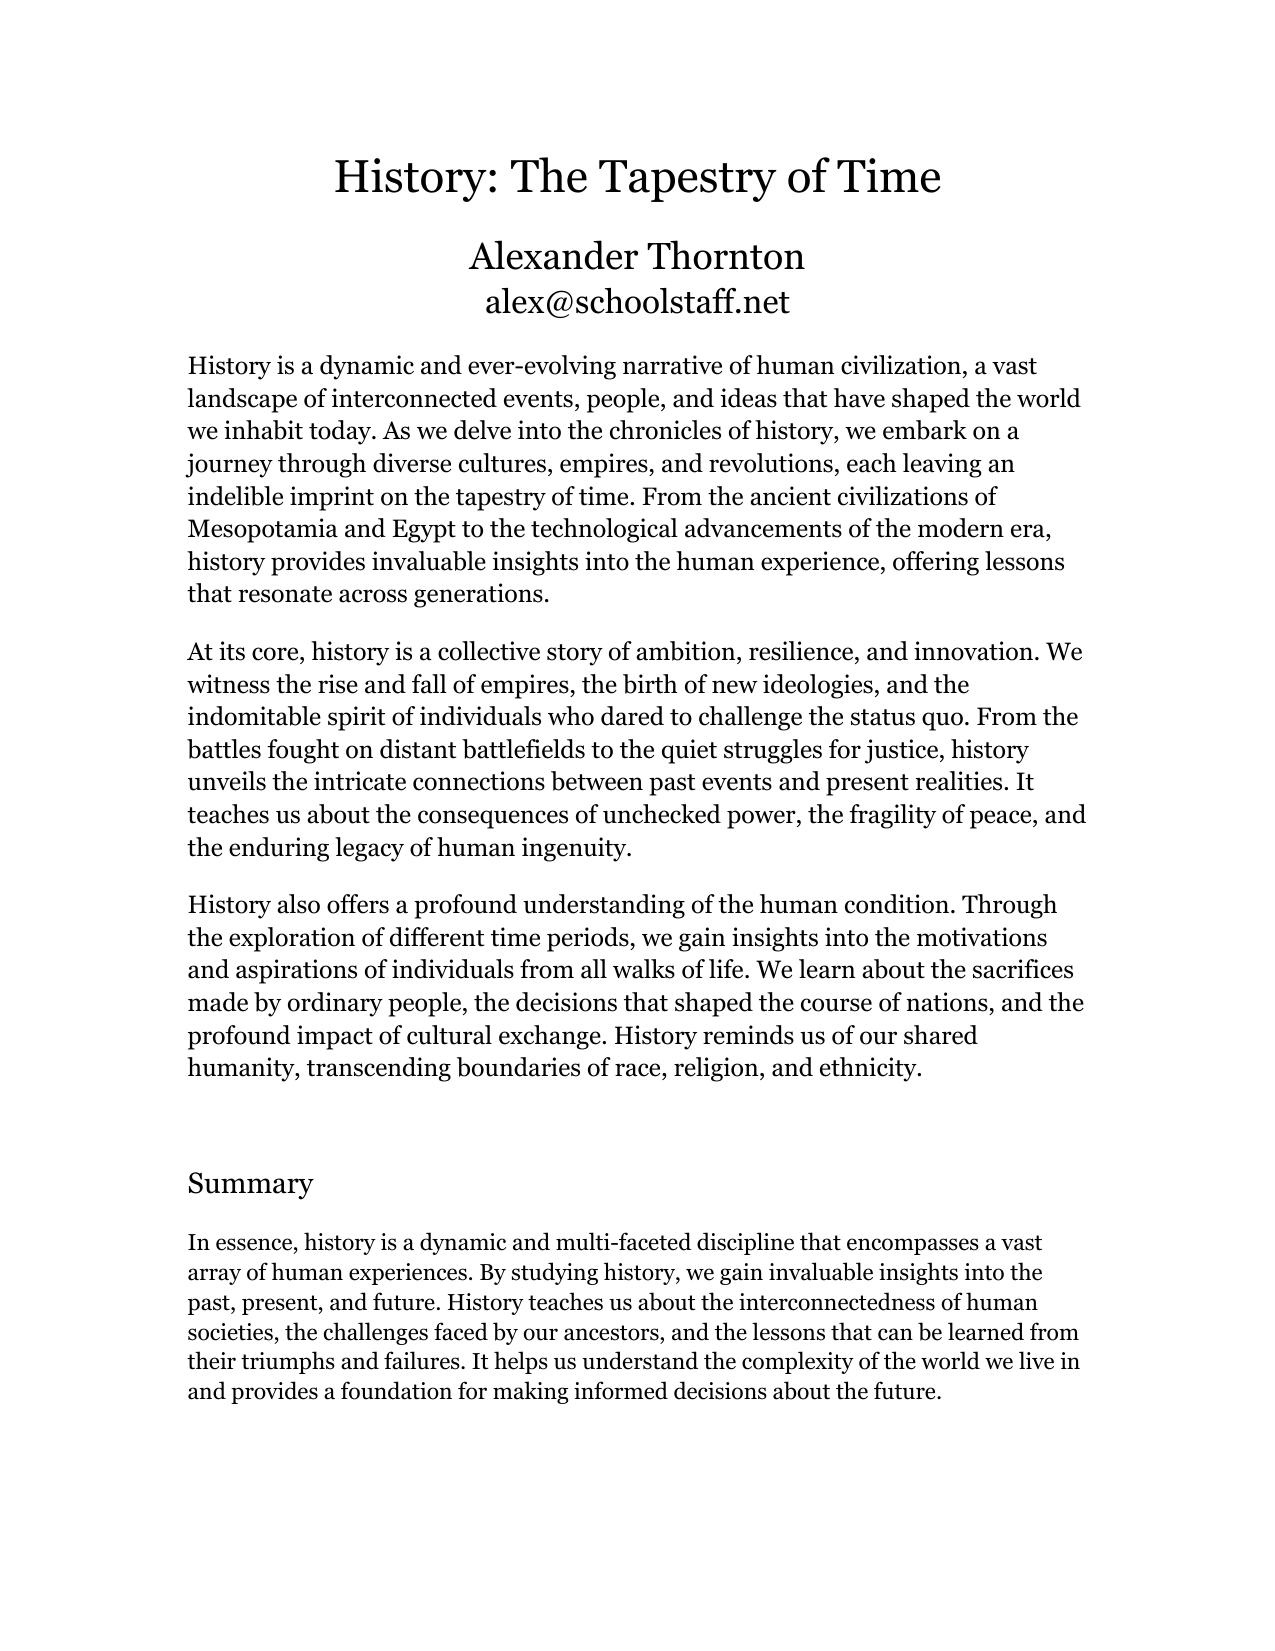 History: The Tapestry of Time
Alexander Thornton
alex@schoolstaff.net
History is a dynamic and ever-evolving narrative of human civilization, a vast
landscape of interconnected events, people, and ideas that have shaped the world
we inhabit today. As we delve into the chronicles of history, we embark on a
journey through diverse cultures, empires, and revolutions, each leaving an
indelible imprint on the tapestry of time. From the ancient civilizations of
Mesopotamia and Egypt to the technological advancements of the modern era,
history provides invaluable insights into the human experience, offering lessons
that resonate across generations.
At its core, history is a collective story of ambition, resilience, and innovation. We
witness the rise and fall of empires, the birth of new ideologies, and the
indomitable spirit of individuals who dared to challenge the status quo. From the
battles fought on distant battlefields to the quiet struggles for justice, history
unveils the intricate connections between past events and present realities. It
teaches us about the consequences of unchecked power, the fragility of peace, and
the enduring legacy of human ingenuity.
History also offers a profound understanding of the human condition. Through
the exploration of different time periods, we gain insights into the motivations
and aspirations of individuals from all walks of life. We learn about the sacrifices
made by ordinary people, the decisions that shaped the course of nations, and the
profound impact of cultural exchange. History reminds us of our shared
humanity, transcending boundaries of race, religion, and ethnicity.
Summary
In essence, history is a dynamic and multi-faceted discipline that encompasses a vast
array of human experiences. By studying history, we gain invaluable insights into the
past, present, and future. History teaches us about the interconnectedness of human
societies, the challenges faced by our ancestors, and the lessons that can be learned from
their triumphs and failures. It helps us understand the complexity of the world we live in
and provides a foundation for making informed decisions about the future.